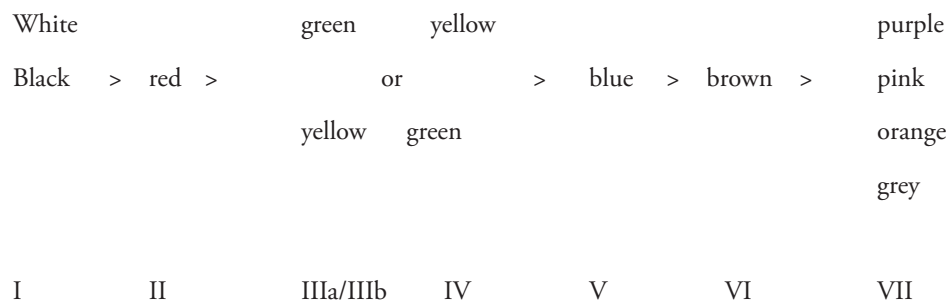 White green yellow purple
Black > red > or > blue > brown > pink
yellow green orange
grey
I II IIIa/IIIb IV V VI VII